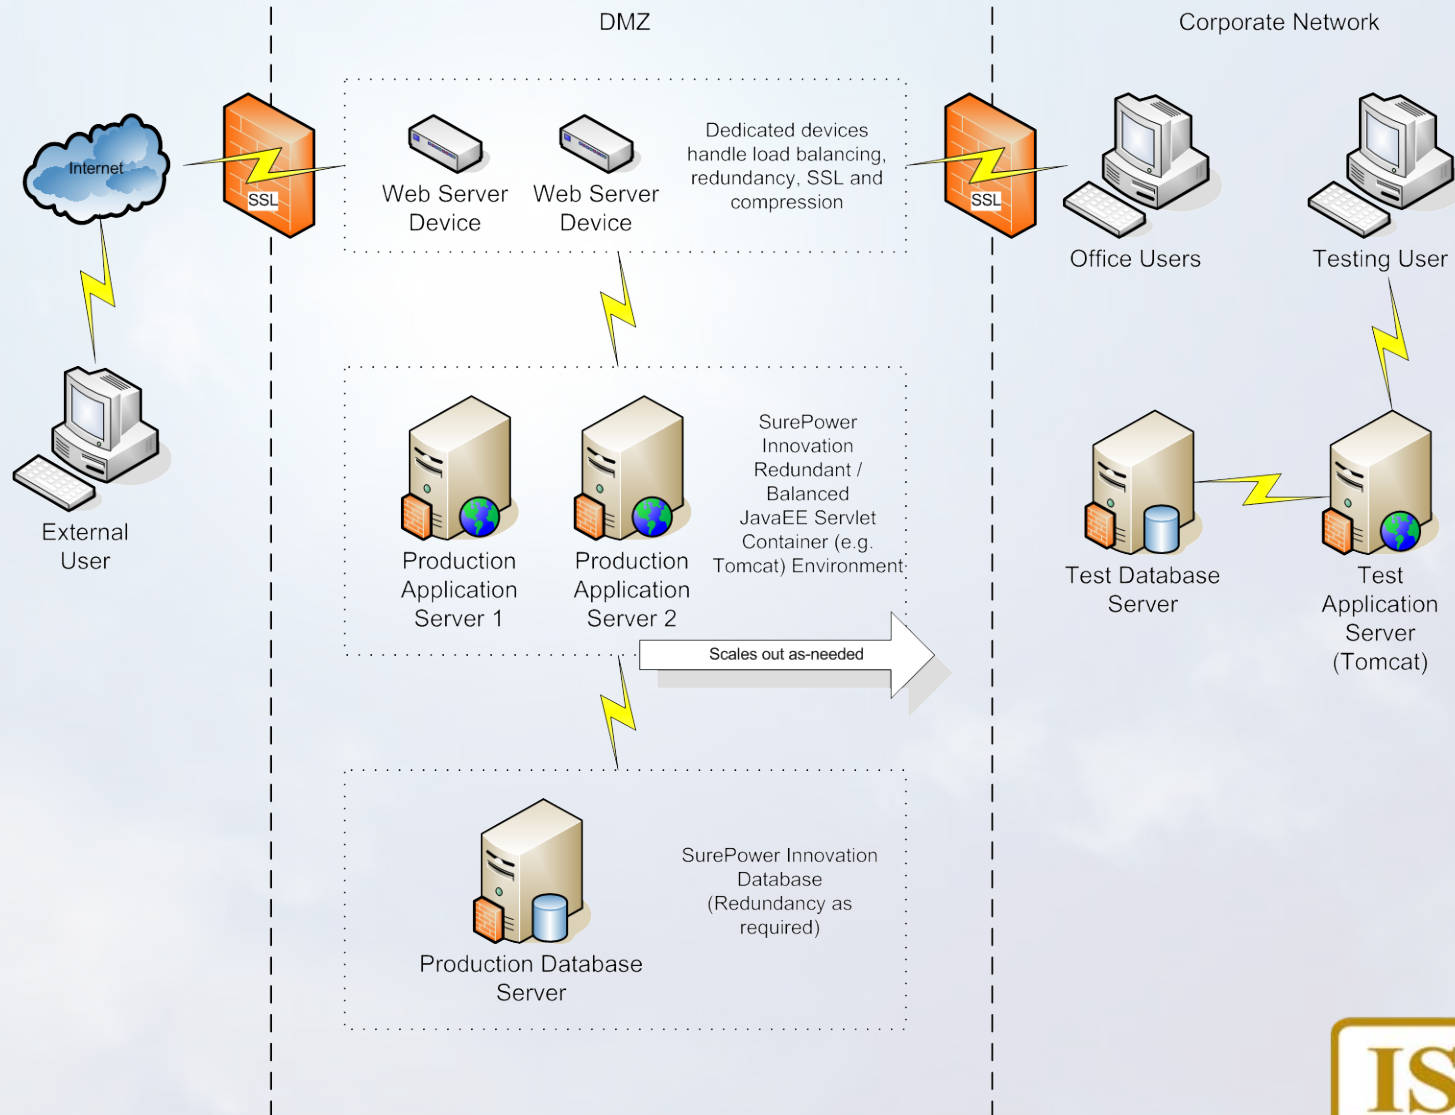 DMZ
Corporate Network
Internet
SSL
Web Server
Device
Web Server
Device
Dedicated devices
handle load balancing,
redundancy, SSL and
compression
SSL
Office Users
Testing User
External
User
Production
Application
Server 1
Production
Application
Server 2
SurePower
Innovation
Redundant /
Balanced
JavaEE Servlet
Container (e.g.
Tomcat) Environment
Scales out as-needed
Test Database
Server
Test
Application
Server
(Tomcat)
Production Database
Server
SurePower Innovation
Database
(Redundancy as
required)
IS